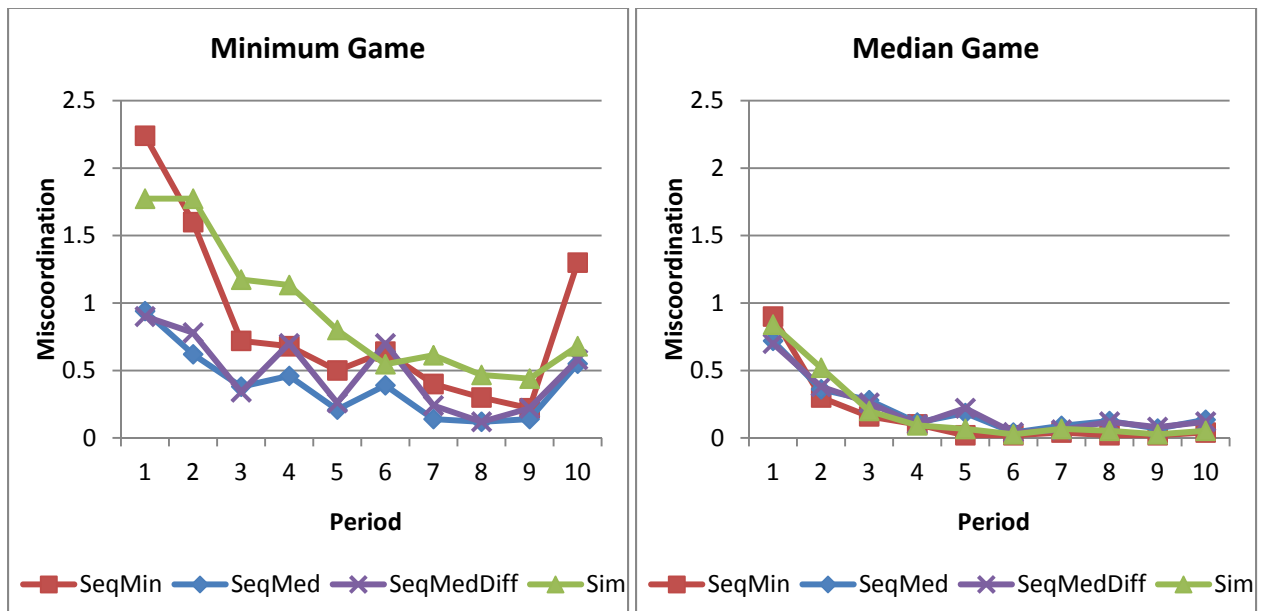 Minimum Game
2.5
2
1.5
1
0.5
0
Miscoordination
1 2 3 4 5 6 7 8 9 10
Period
SeqMin SeqMed SeqMedDiff Sim
Median Game
2.5
2
1.5
1
0.5
0
Miscoordination
1 2 3 4 5 6 7 8 9 10
Period
SeqMin SeqMed SeqMedDiff Sim